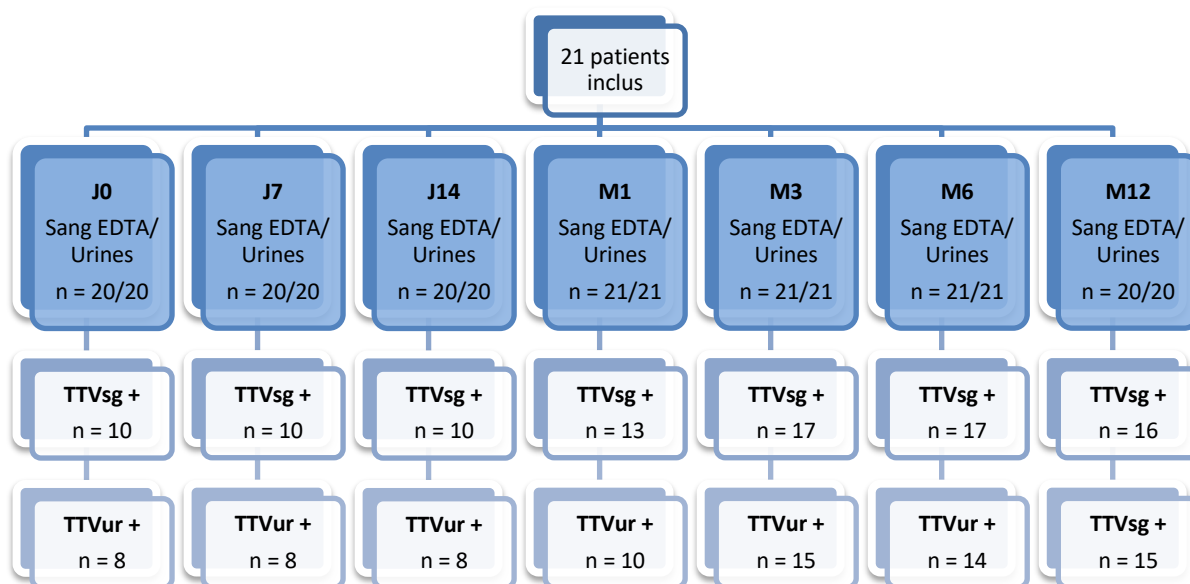 21 patients
inclus
J0
Sang EDTA/
Urines
n = 20/20
J7
Sang EDTA/
Urines
n = 20/20
J14
Sang EDTA/
Urines
n = 20/20
M1
Sang EDTA/
Urines
n = 21/21
M3
Sang EDTA/
Urines
n = 21/21
M6
Sang EDTA/
Urines
n = 21/21
M12
Sang EDTA/
Urines
n = 20/20
TTVsg +
n = 10
TTVsg +
n = 10
TTVsg +
n = 10
TTVsg +
n = 13
TTVsg +
n = 17
TTVsg +
n = 17
TTVsg +
n = 16
TTVur +
n = 8
TTVur +
n = 8
TTVur +
n = 8
TTVur +
n = 10
TTVur +
n = 15
TTVur +
n = 14
TTVsg +
n = 15